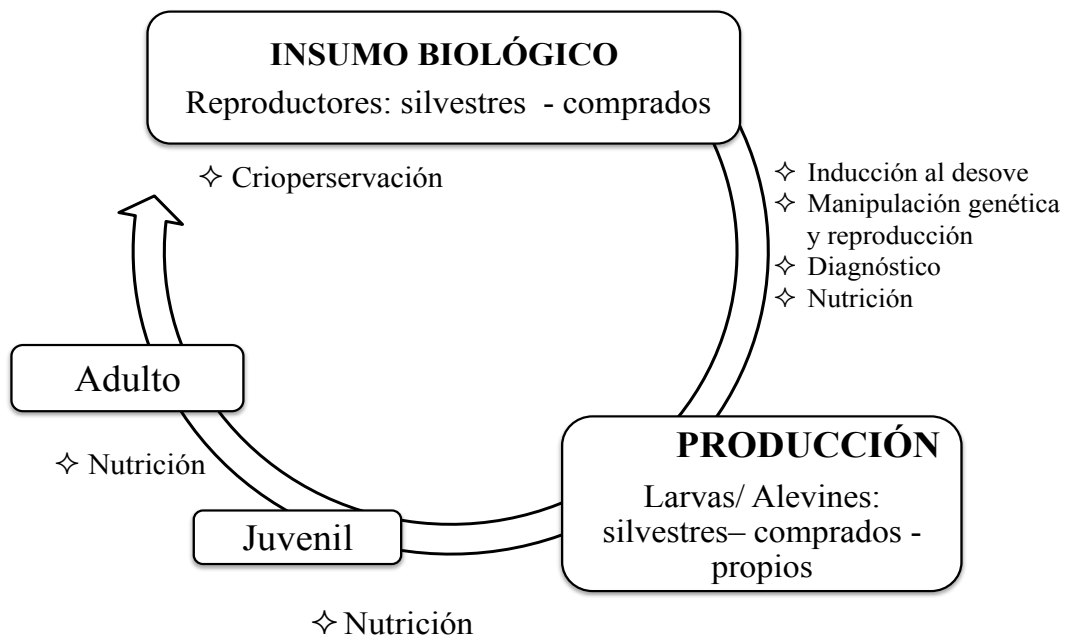 INSUMO BIOLÓGICO
Reproductores: silvestres - comprados
✧ Crioperservación
✧ Inducción al desove
✧ Manipulación genética
y reproducción
✧ Diagnóstico
✧ Nutrición
Adulto
✧ Nutrición
PRODUCCIÓN
Larvas/ Alevines:
silvestres– comprados -
propios
Juvenil
✧ Nutrición